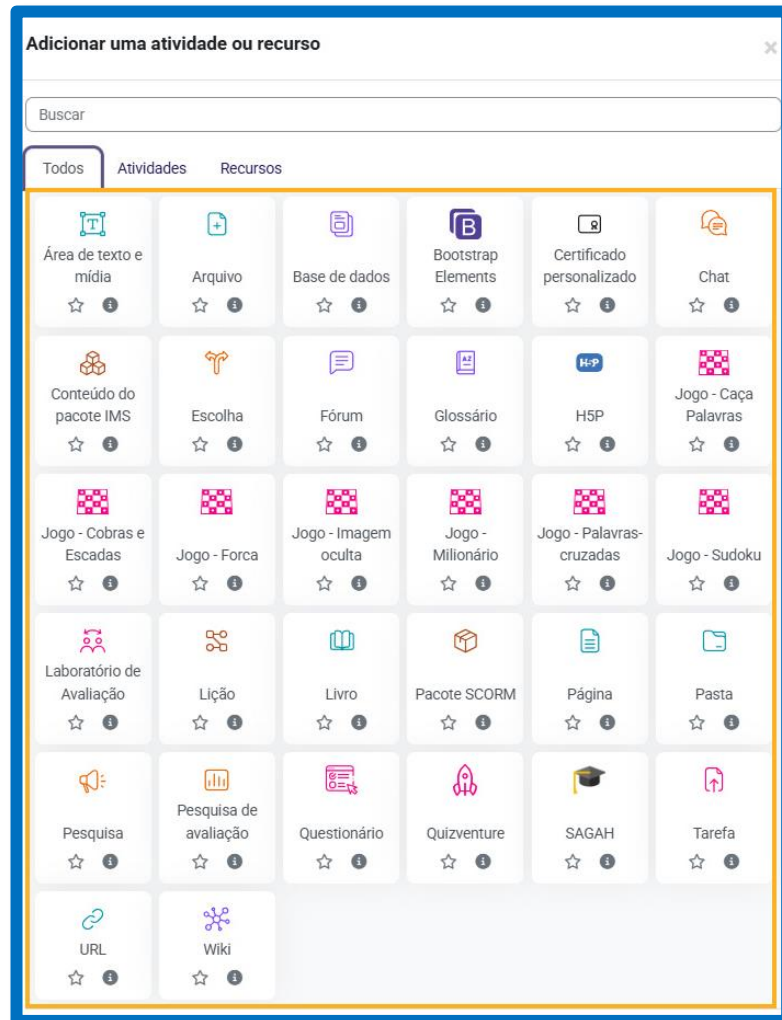 Adicionar uma atividade ou recurso
×
Buscar
Todos
Atividades
Recursos
Área de texto e
mídia
Arquivo
Base de dados
Bootstrap
Elements
Certificado
personalizado
Chat
Conteúdo do
pacote IMS
Escolha
Fórum
Glossário
H5P
Jogo - Caça
Palavras
Jogo - Cobras e
Escadas
Jogo - Forca
Jogo - Imagem
oculta
Jogo -
Milionário
Jogo - Palavras-
cruzadas
Jogo - Sudoku
Laboratório de
Avaliação
Lição
Livro
Pacote SCORM
Página
Pasta
Pesquisa
Pesquisa de
avaliação
Questionário
Quizventure
SAGAH
Tarefa
URL
Wiki